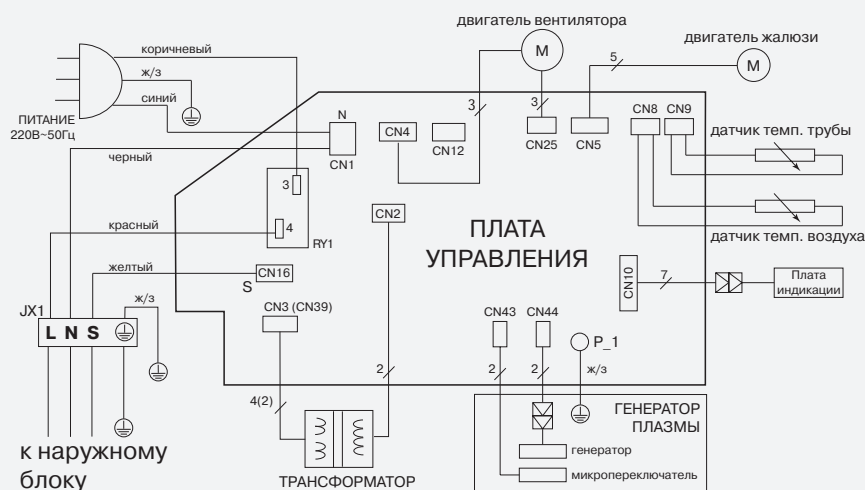 двигатель вентилятора
M
двигатель жалюзи
M
5
коричневый
ж/з
синий
ПИТАНИЕ
220В~50Гц
черный
N
CN1
3
CN4
CN12
3
CN25
CN5
CN8
CN9
датчик темп. трубы
датчик темп. воздуха
3
4
RY1
CN2
ПЛАТА
УПРАВЛЕНИЯ
красный
желтый
CN16
S
CN10
7
Плата
индикации
JX1
ж/з
L N S
CN3 (CN39)
CN43
CN44
P_1
2
2
2
ж/з
4(2)
к наружному
блоку
ТРАНСФОРМАТОР
ГЕНЕРАТОР
ПЛАЗМЫ
генератор
микропереключатель